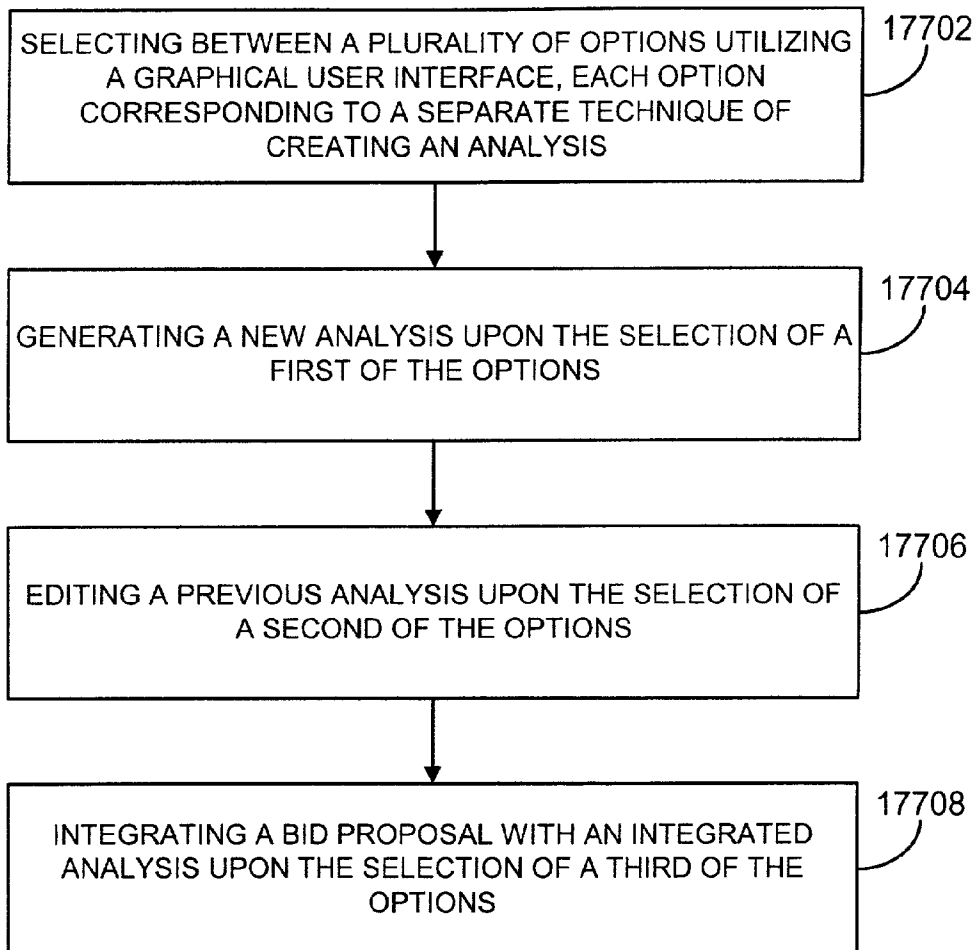 SELECTING BETWEEN A PLURALITY OF OPTIONS UTILIZING
A GRAPHICAL USER INTERFACE, EACH OPTION
CORRESPONDING TO A SEPARATE TECHNIQUE OF
CREATING AN ANALYSIS
17702
GENERATING A NEW ANALYSIS UPON THE SELECTION OF A
FIRST OF THE OPTIONS
17704
EDITING A PREVIOUS ANALYSIS UPON THE SELECTION OF
A SECOND OF THE OPTIONS
17706
INTEGRATING A BID PROPOSAL WITH AN INTEGRATED
ANALYSIS UPON THE SELECTION OF A THIRD OF THE
OPTIONS
17708